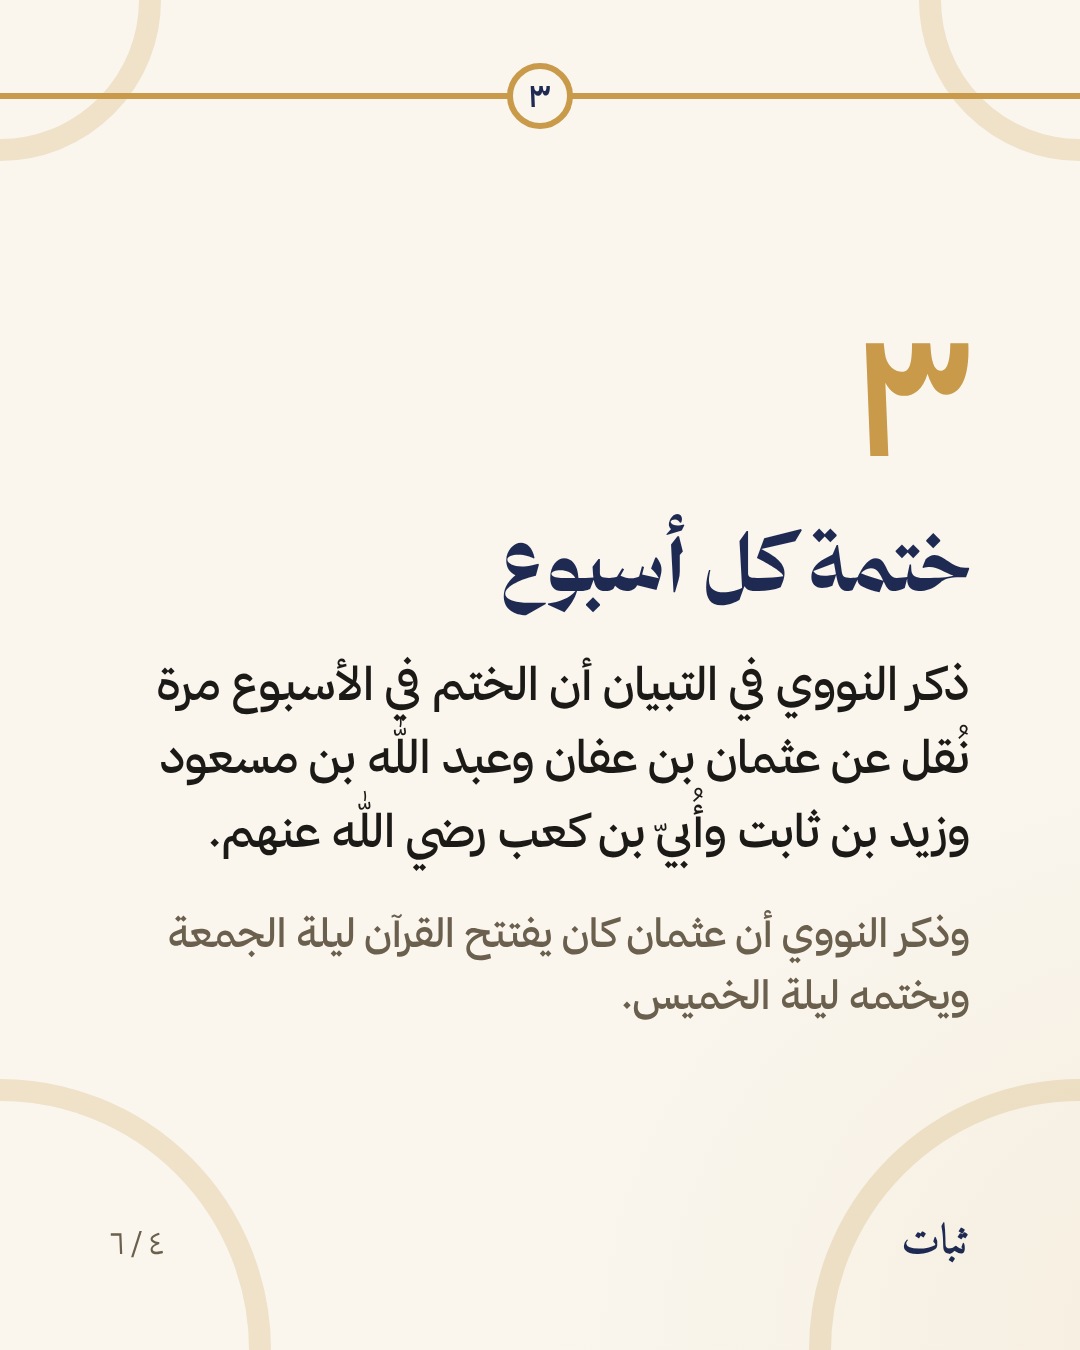 ٣
٣
ختمة كل أسبوع
ذكر النووي في التبيان أن الختم في الأسبوع مرة
نُقل عن عثمان بن عفان وعبد اللّٰه بن مسعود
وزيد بن ثابت وأُبيّ بن كعب رضي اللّٰه عنهم.
وذكر النووي أن عثمان كان يفتتح القرآن ليلة الجمعة
ويختمه ليلة الخميس.
ثبات
٤ / ٦